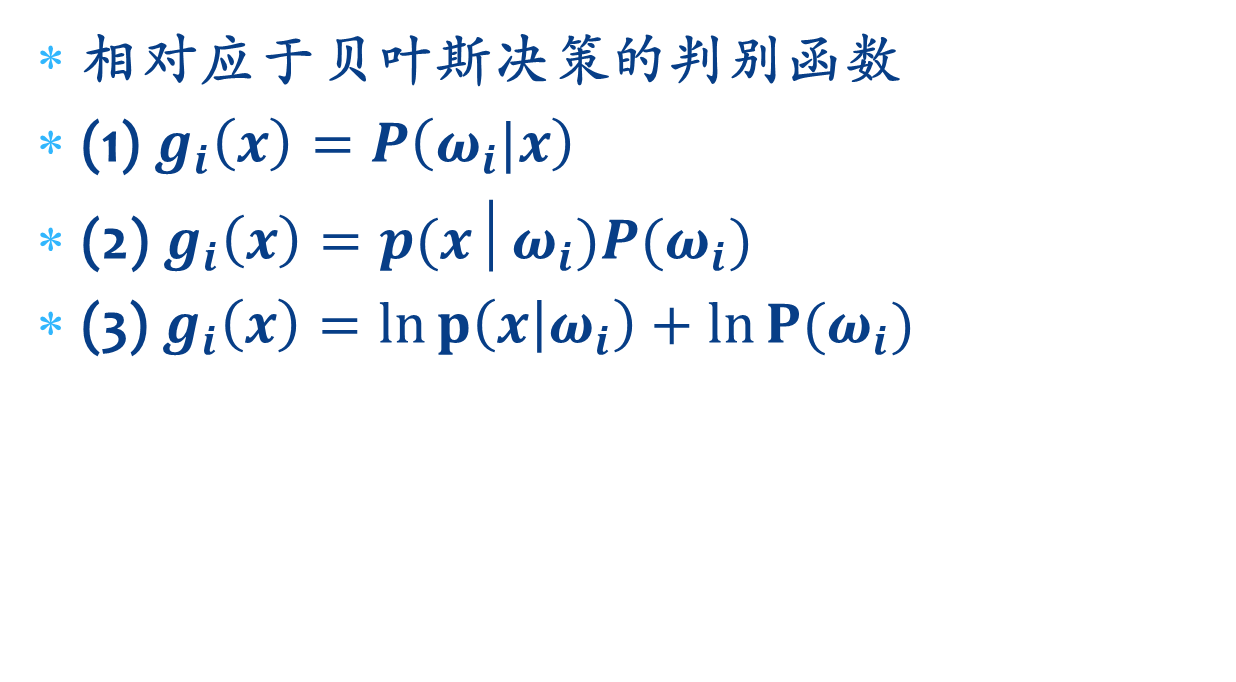 * 相对应于贝叶斯决策的判别函数
* (1) gᵢ(x) = P(ωᵢ|x)
* (2) gᵢ(x) = p(x│ωᵢ)P(ωᵢ)
* (3) gᵢ(x) = ln p(x|ωᵢ) + ln P(ωᵢ)